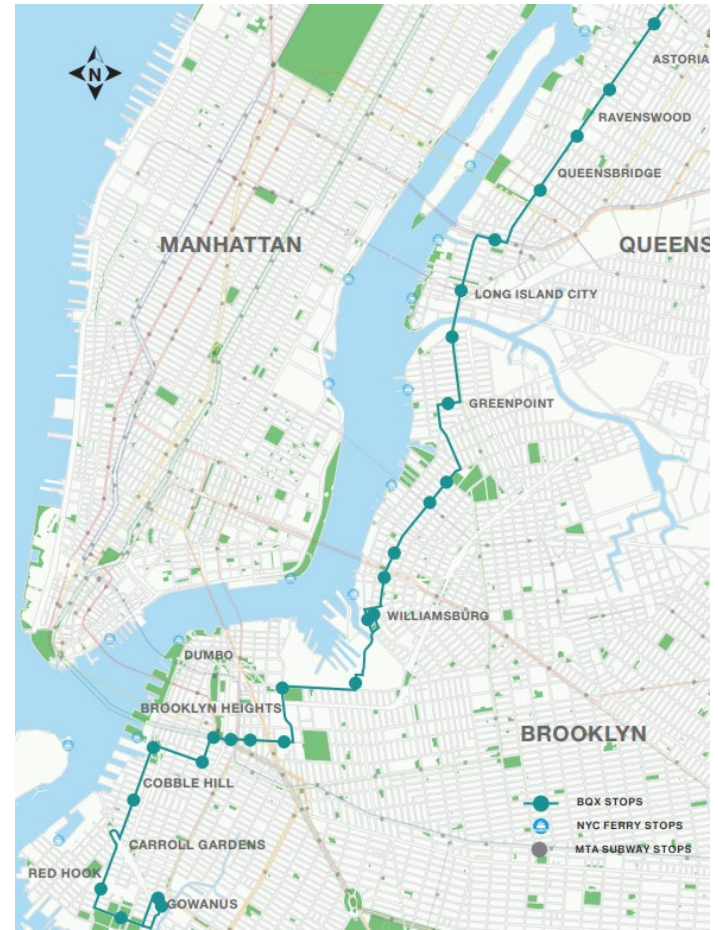 N
ASTORIA
RAVENSWOOD
QUEENSBRIDGE
MANHATTAN
QUEENS
LONG ISLAND CITY
GREENPOINT
WILLIAMSBURG
DUMBO
BROOKLYN HEIGHTS
BROOKLYN
COBBLE HILL
BQX STOPS
NYC FERRY STOPS
CARROLL GARDENS
MTA SUBWAY STOPS
RED HOOK
GOWANUS